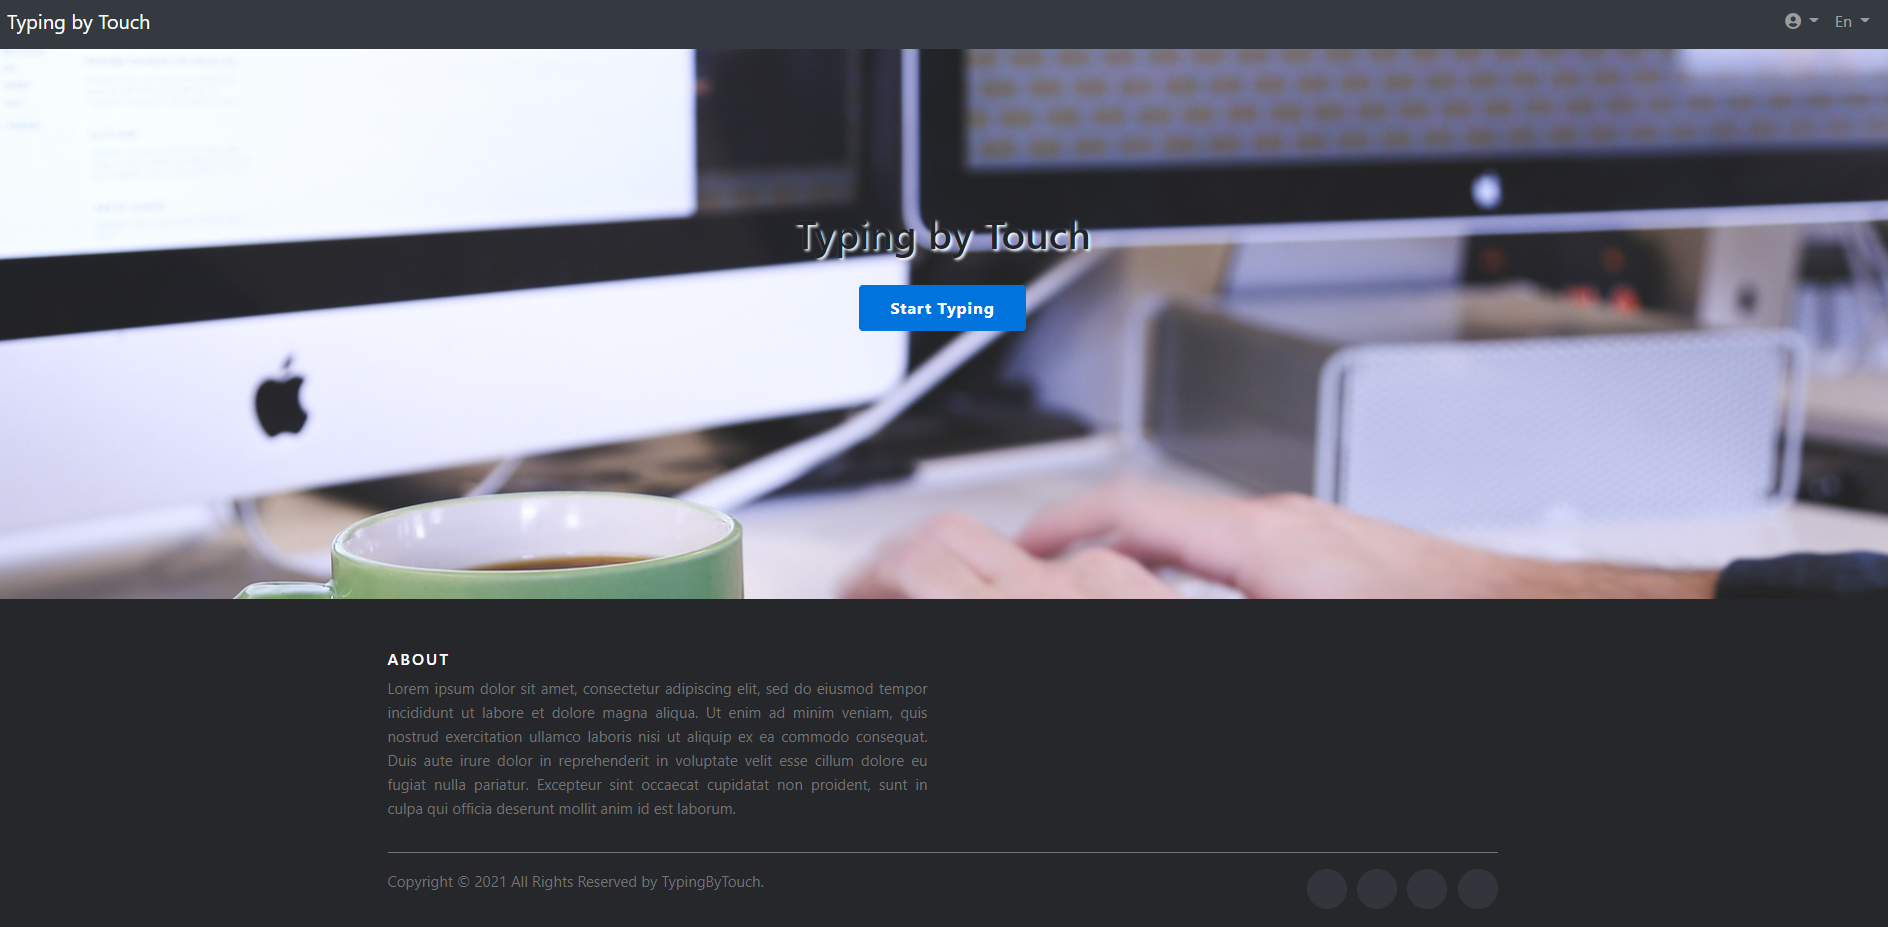 Typing by Touch
En
Typing by Touch
Start Typing
ABOUT
Lorem ipsum dolor sit amet, consectetur adipiscing elit, sed do eiusmod tempor
incididunt ut labore et dolore magna aliqua. Ut enim ad minim veniam, quis
nostrud exercitation ullamco laboris nisi ut aliquip ex ea commodo consequat.
Duis aute irure dolor in reprehenderit in voluptate velit esse cillum dolore eu
fugiat nulla pariatur. Excepteur sint occaecat cupidatat non proident, sunt in
culpa qui officia deserunt mollit anim id est laborum.
Copyright © 2021 All Rights Reserved by TypingByTouch.